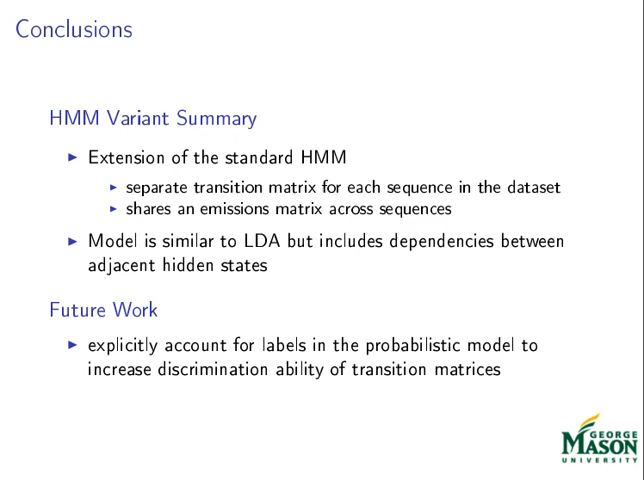 Conclusions
HMM Variant Summary
Extension of the standard HMM
separate transition matrix for each sequence in the dataset
shares an emissions matrix across sequences
Model is similar to LDA but includes dependencies between
adjacent hidden states
Future Work
explicitly account for labels in the probabilistic model to
increase discrimination ability of transition matrices
GEORGE
MASON
UNIVERSITY